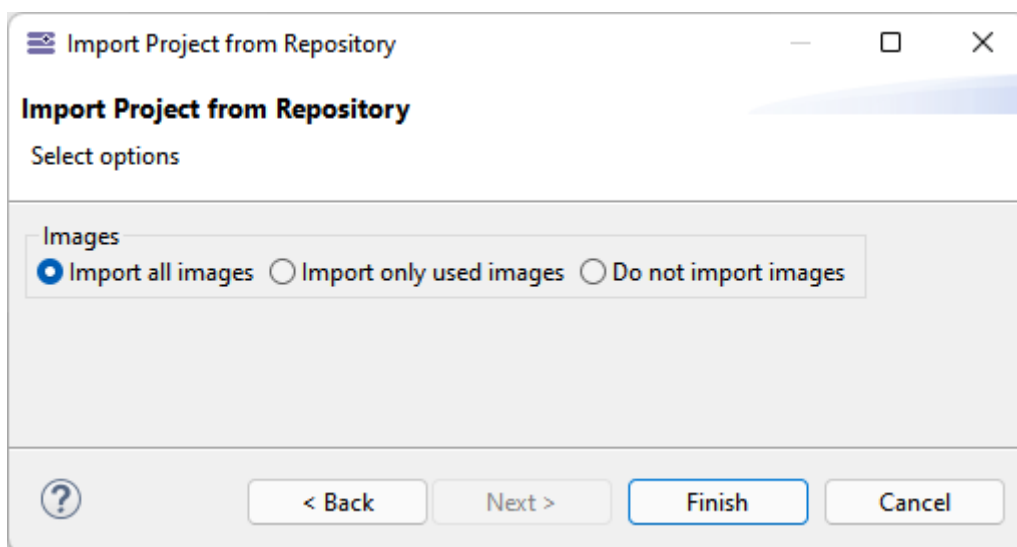 Import Project from Repository
Import Project from Repository
Select options
Images
Import all images Import only used images Do not import images
? < Back Next > Finish Cancel